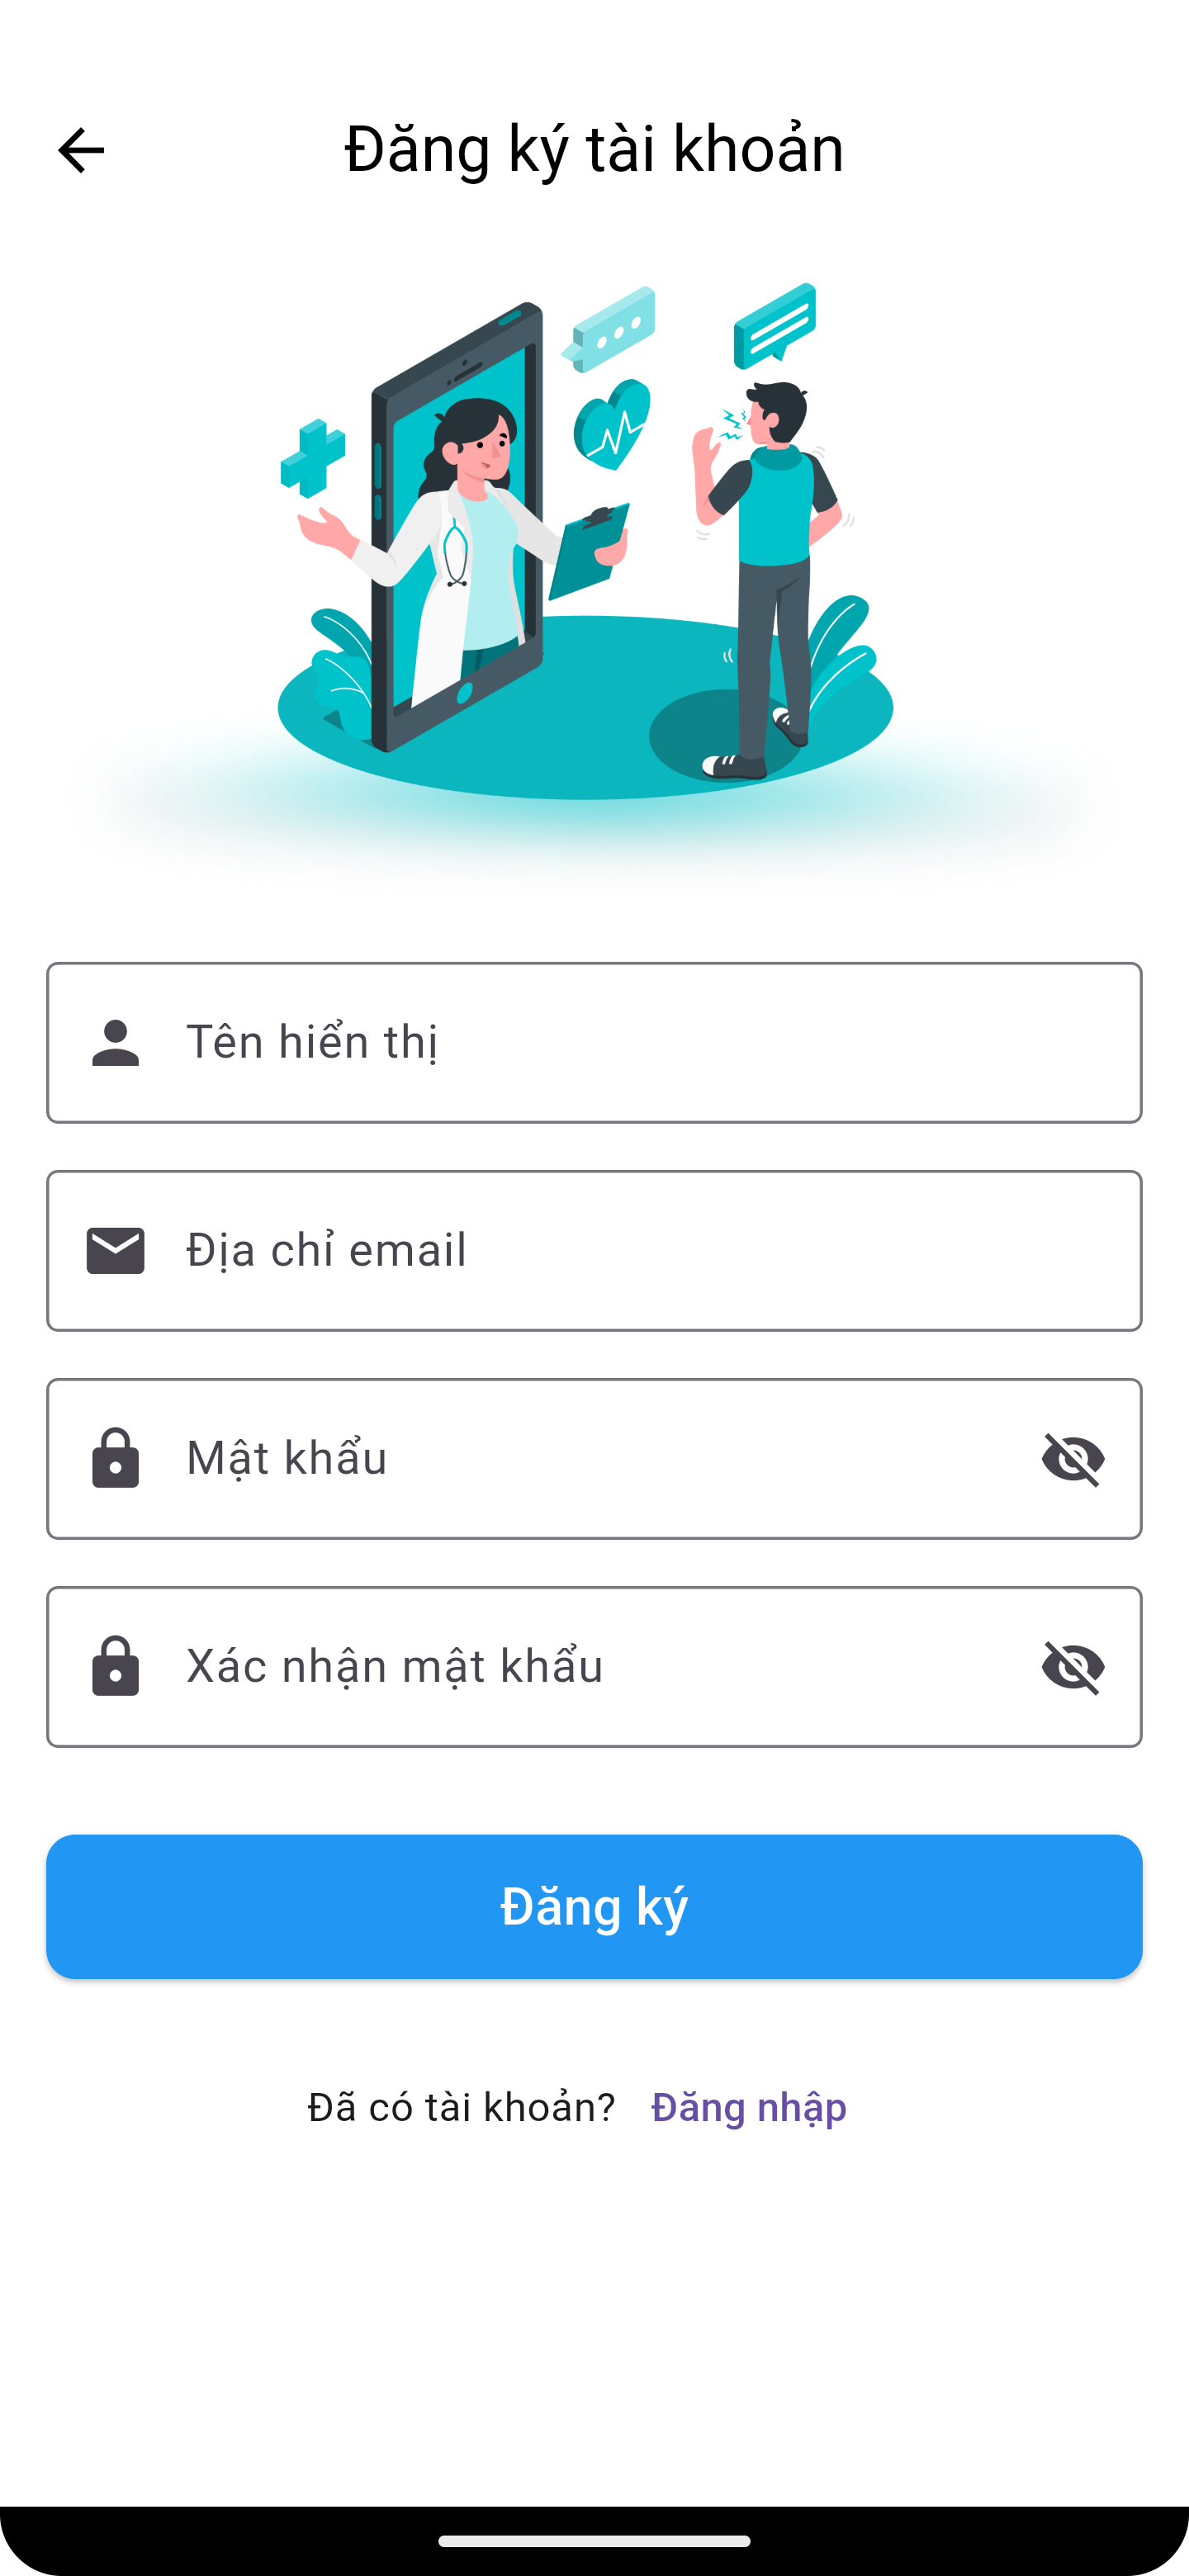 Đăng ký tài khoản
Tên hiển thị
Địa chỉ email
Mật khẩu
Xác nhận mật khẩu
Đăng ký
Đã có tài khoản? Đăng nhập